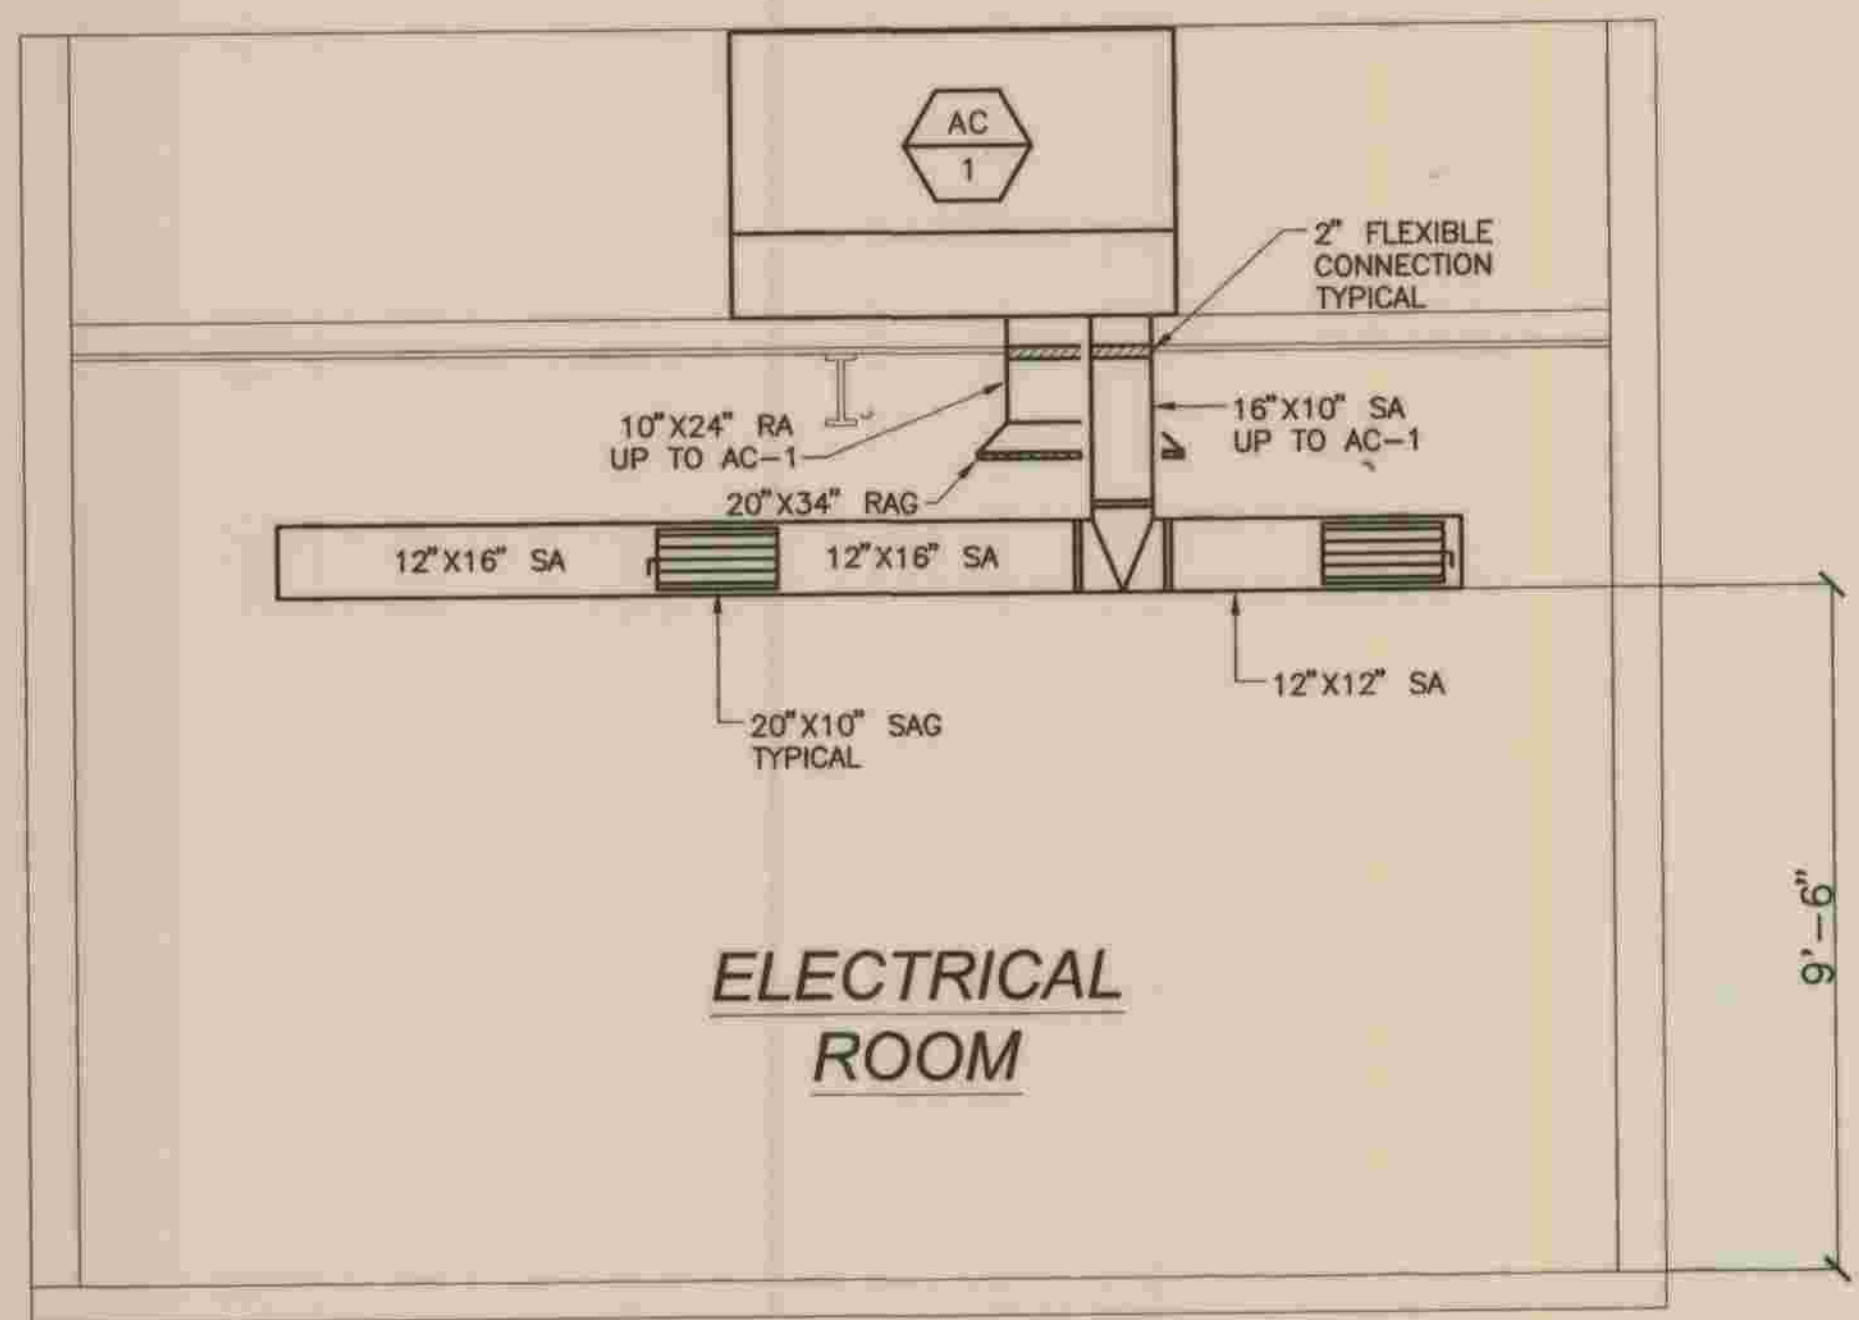 AC
1
2" FLEXIBLE
CONNECTION
TYPICAL
10"X24" RA
UP TO AC-1
16"X10" SA
UP TO AC-1
20"X34" RAG
12"X16" SA
12"X16" SA
12"X12" SA
20"X10" SAG
TYPICAL
9'-6"
ELECTRICAL
ROOM